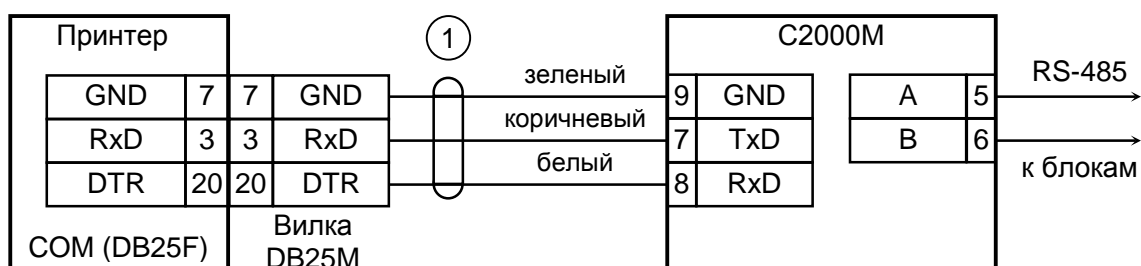 Принтер 1 С2000М
GND 7 7 GND зеленый 9 GND A 5 RS-485
RxD 3 3 RxD коричневый 7 TxD B 6
DTR 20 20 DTR белый 8 RxD к блокам
COM (DB25F) Вилка
DB25M